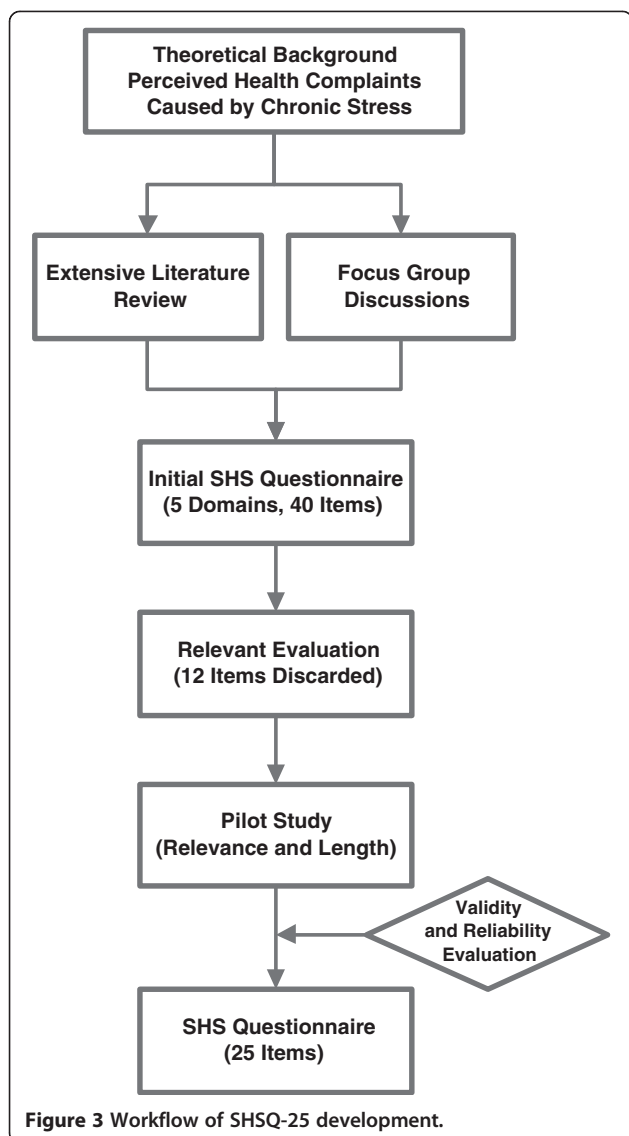 Theoretical Background
Perceived Health Complaints
Caused by Chronic Stress
Extensive Literature
Review
Focus Group
Discussions
Initial SHS Questionnaire
(5 Domains, 40 Items)
Relevant Evaluation
(12 Items Discarded)
Pilot Study
(Relevance and Length)
Validity
and Reliability
Evaluation
SHS Questionnaire
(25 Items)
Figure 3 Workflow of SHSQ-25 development.